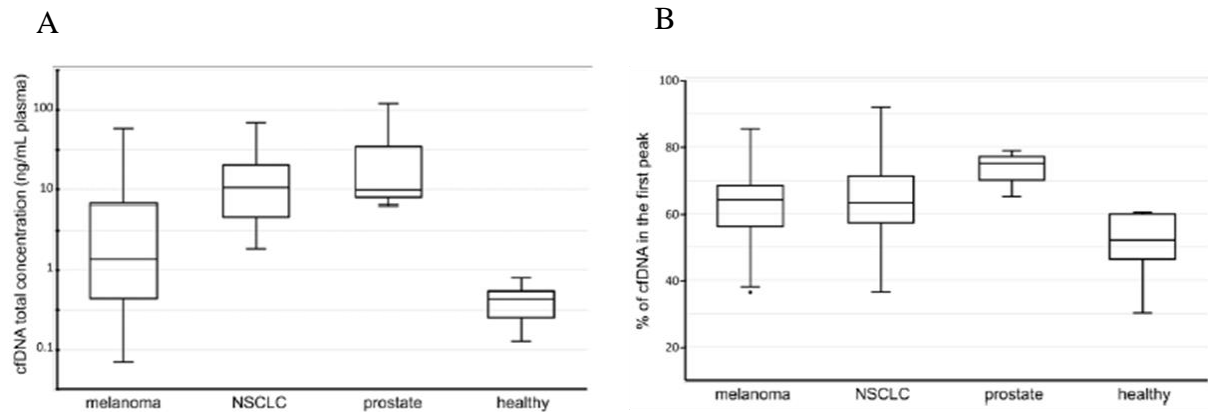 A
cfDNA total concentration (ng/mL plasma)
100
10
1
0.1
melanoma NSCLC prostate healthy
B
% of cfDNA in the first peak
100
80
60
40
20
melanoma NSCLC prostate healthy